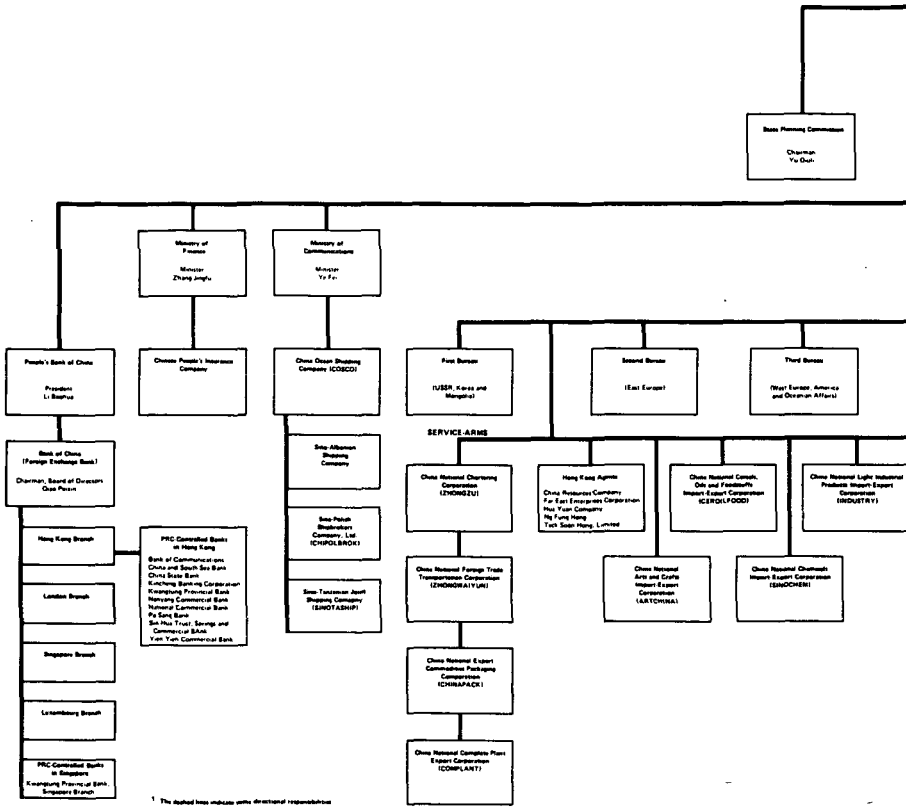 State Planning Commission
Chairman
Yu Qiuli
Ministry of
Finance
Minister
Zhang Jingfu
Ministry of
Communications
Minister
Ye Fei
People's Bank of China
President
Li Baohua
Chinese People's Insurance
Company
China Ocean Shipping
Company (COSCO)
First Bureau
(USSR, Korea and
Mongolia)
Second Bureau
(East Europe)
Third Bureau
(West Europe, America
and Oceanian Affairs)
SERVICE-ARMS
Bank of China
(Foreign Exchange Bank)
Chairman, Board of Directors
Qiao Peixin
Sino-Albanian
Shipping
Company
China National Chartering
Corporation
(ZHONGZU)
Hong Kong Agents
China Resources Company
Far East Enterprises Corporation
Hua Yuan Company
Ng Fung Hong
Teck Soon Hong, Limited
China National Cereals,
Oils and Foodstuffs
Import-Export Corporation
(CEROILFOOD)
China National Light Industrial
Products Import-Export
Corporation
(INDUSTRY)
Hong Kong Branch
PRC-Controlled Banks
in Hong Kong
Bank of Communications
China and South Sea Bank
China State Bank
Kincheng Banking Corporation
Kwangtung Provincial Bank
Nanyang Commercial Bank
National Commercial Bank
Po Sang Bank
Sin Hua Trust, Savings and
Commercial BAnk
Yien Yieh Commercial Bank
Sino-Polish
Shipbrokers
Company, Ltd.
(CHIPOLBROK)
China National Foreign Trade
Transportation Corporation
(ZHONGWAIYUN)
China National
Arts and Crafts
Import Export
Corporation
(ARTCHINA)
China National Chemicals
Import Export Corporation
(SINOCHEM)
London Branch
Sino-Tanzanian Joint
Shipping Company
(SINOTASHIP)
Singapore Branch
China National Export
Commodities Packaging
Corporation
(CHINAPACK)
Luxembourg Branch
China National Complete Plant
Export Corporation
(COMPLANT)
PRC-Controlled Banks
in Singapore
Kwangtung Provincial Bank,
Singapore Branch
1 The dashed lines indicate some directional responsibilities